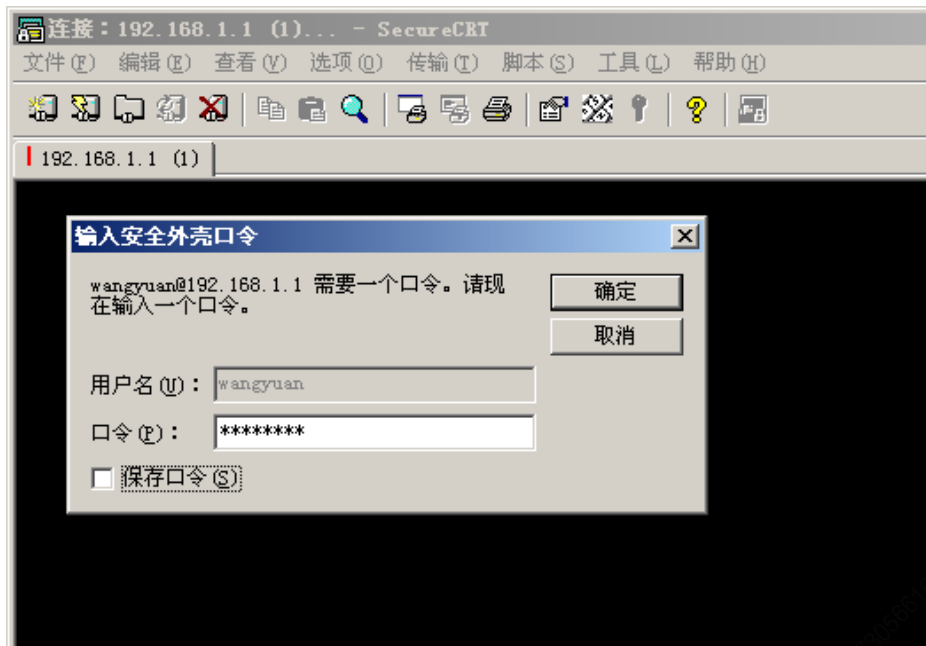 连接：192.168.1.1 (1)... - SecureCRT
文件(F) 编辑(E) 查看(V) 选项(O) 传输(T) 脚本(S) 工具(L) 帮助(H)
192.168.1.1 (1)
输入安全外壳口令
wangyuan@192.168.1.1 需要一个口令。请现
在输入一个口令。
确定
取消
用户名(U)：wangyuan
口令(P)：********
保存口令(S)